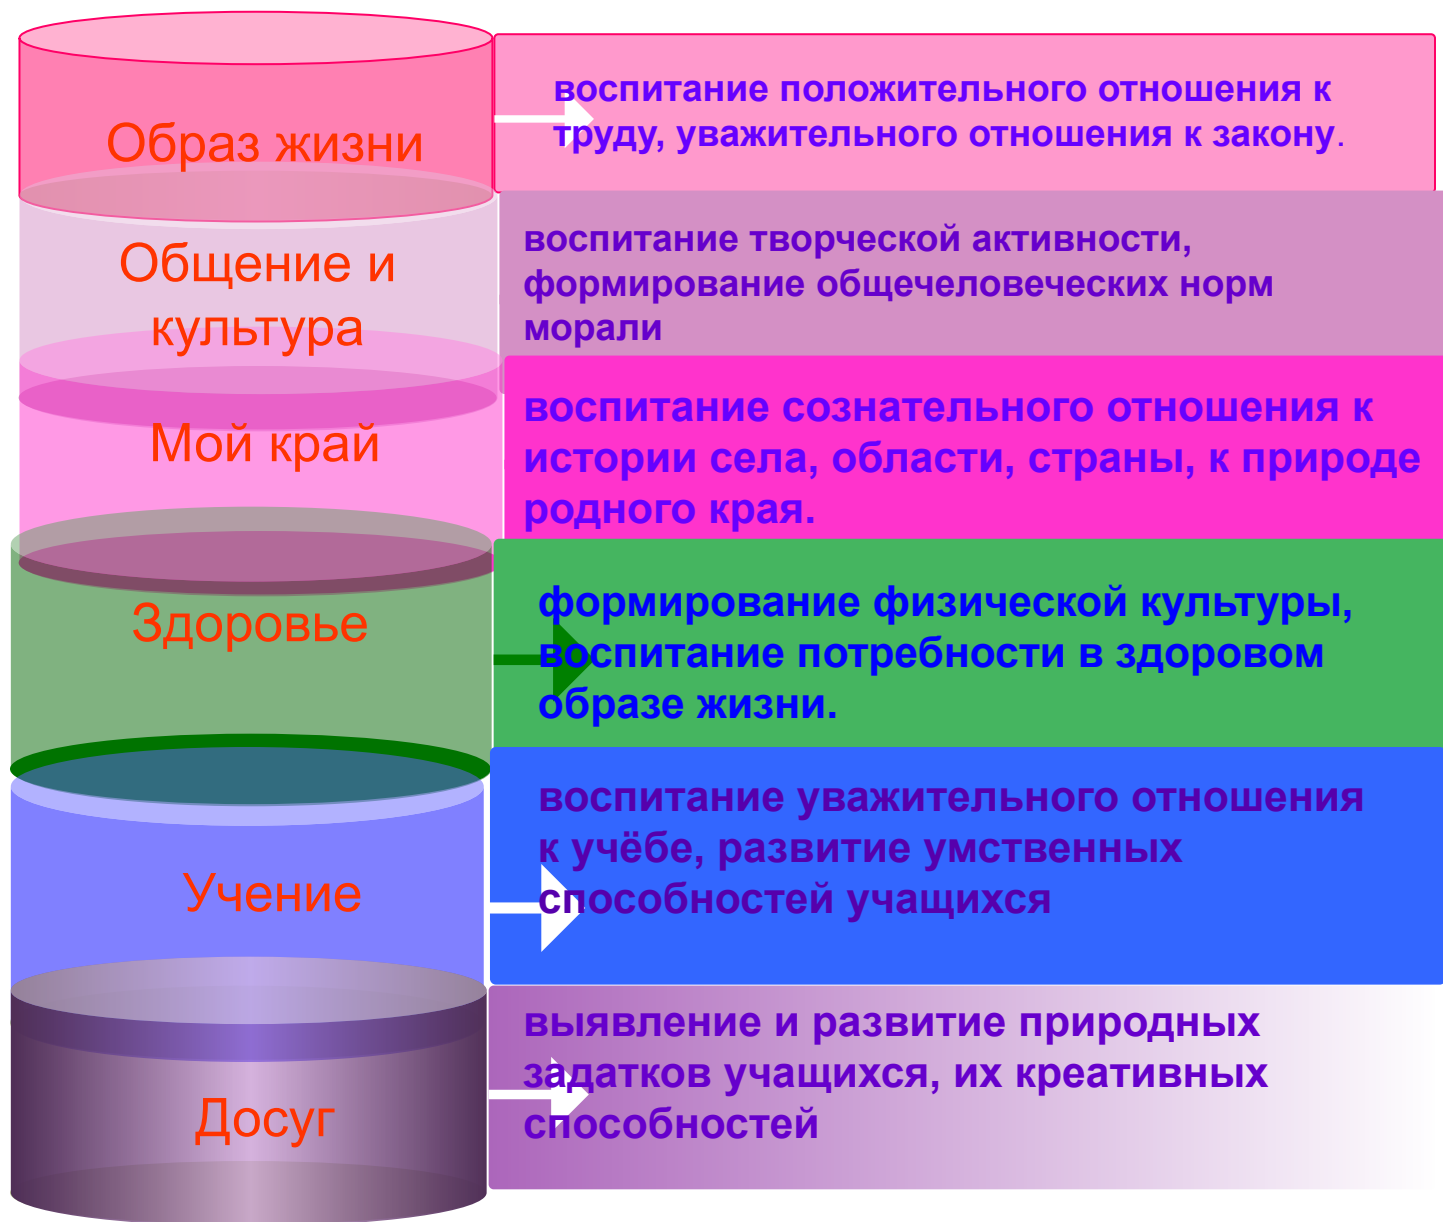 Образ жизни
воспитание положительного отношения к
труду, уважительного отношения к закону.
Общение и
культура
воспитание творческой активности,
формирование общечеловеческих норм
морали
Мой край
воспитание сознательного отношения к
истории села, области, страны, к природе
родного края.
Здоровье
формирование физической культуры,
воспитание потребности в здоровом
образе жизни.
Учение
воспитание уважительного отношения
к учёбе, развитие умственных
способностей учащихся
Досуг
выявление и развитие природных
задатков учащихся, их креативных
способностей